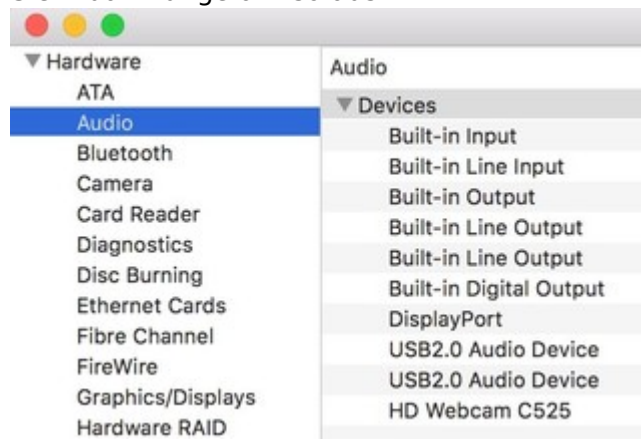 Hardware
ATA
Audio
Bluetooth
Camera
Card Reader
Diagnostics
Disc Burning
Ethernet Cards
Fibre Channel
FireWire
Graphics/Displays
Hardware RAID
Audio
Devices
Built-in Input
Built-in Line Input
Built-in Output
Built-in Line Output
Built-in Line Output
Built-in Digital Output
DisplayPort
USB2.0 Audio Device
USB2.0 Audio Device
HD Webcam C525